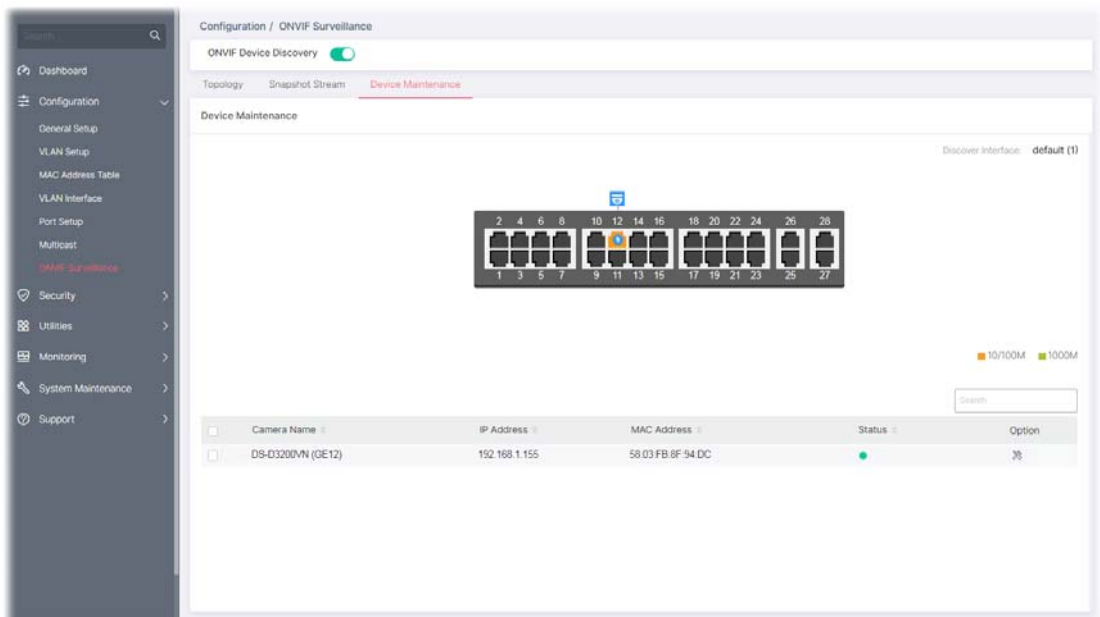 Search
Configuration / ONVIF Surveillance
ONVIF Device Discovery
Dashboard
Topology Snapshot Stream Device Maintenance
Configuration
Device Maintenance
General Setup
VLAN Setup
Discover Interface: default (1)
MAC Address Table
VLAN Interface
Port Setup
2 4 6 8 10 12 14 16 18 20 22 24 26 28
Multicast
ONVIF Surveillance
1 3 5 7 9 11 13 15 17 19 21 23 25 27
Security
Utilities
Monitoring
10/100M 1000M
System Maintenance
Search
Support
Camera Name IP Address MAC Address Status Option
DS-D3200VN (GE12) 192.168.1.155 58:03:FB:8F:94:DC